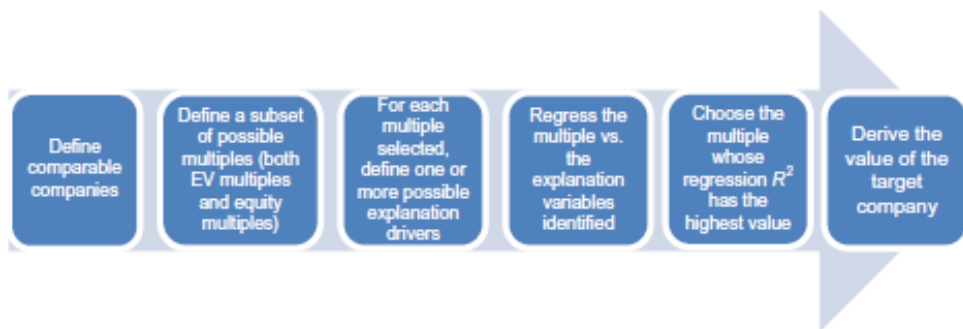 Define
comparable
companies
Define a subset
of possible
multiples (both
EV multiples
and equity
multiples)
For each
multiple
selected,
define one or
more possible
explanation
drivers
Regress the
multiple vs.
the
explanation
variables
identified
Choose the
multiple
whose
regression R²
has the
highest value
Derive the
value of the
target
company